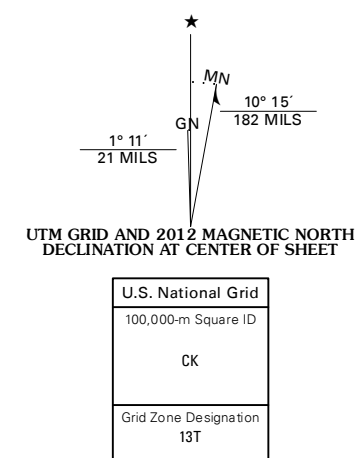 ★
MN
10° 15´
182 MILS
GN
1° 11´
21 MILS
UTM GRID AND 2012 MAGNETIC NORTH
DECLINATION AT CENTER OF SHEET
U.S. National Grid
100,000-m Square ID
CK
Grid Zone Designation
13T